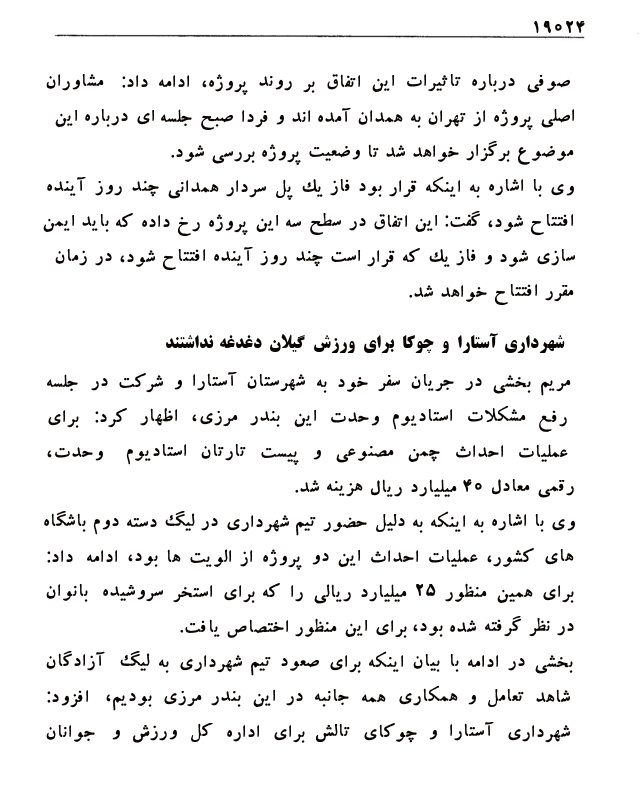 ۱۹۰۲۴
صوفی درباره تاثیرات این اتفاق بر روند پروژه، ادامه داد: مشاوران
اصلی پروژه از تهران به همدان آمده اند و فردا صبح جلسه ای درباره این
موضوع برگزار خواهد شد تا وضعیت پروژه بررسی شود.
وی با اشاره به اینکه قرار بود فاز یك پل سردار همدانی چند روز آینده
افتتاح شود، گفت: این اتفاق در سطح سه این پروژه رخ داده که باید ایمن
سازی شود و فاز یك که قرار است چند روز آینده افتتاح شود، در زمان
مقرر افتتاح خواهد شد.
شهرداری آستارا و چوکا برای ورزش گیلان دغدغه نداشتند
مریم بخشی در جریان سفر خود به شهرستان آستارا و شرکت در جلسه
رفع مشکلات استادیوم وحدت این بندر مرزی، اظهار کرد: برای
عملیات احداث چمن مصنوعی و پیست تارتان استادیوم وحدت،
رقمی معادل ۴۰ میلیارد ریال هزینه شد.
وی با اشاره به اینکه به دلیل حضور تیم شهرداری در لیگ دسته دوم باشگاه
های کشور، عملیات احداث این دو پروژه از الویت ها بود، ادامه داد:
برای همین منظور ۲۵ میلیارد ریالی را که برای استخر سروشیده بانوان
در نظر گرفته شده بود، برای این منظور اختصاص یافت.
بخشی در ادامه با بیان اینکه برای صعود تیم شهرداری به لیگ آزادگان
شاهد تعامل و همکاری همه جانبه در این بندر مرزی بودیم، افزود:
شهرداری آستارا و چوکای تالش برای اداره کل ورزش و جوانان